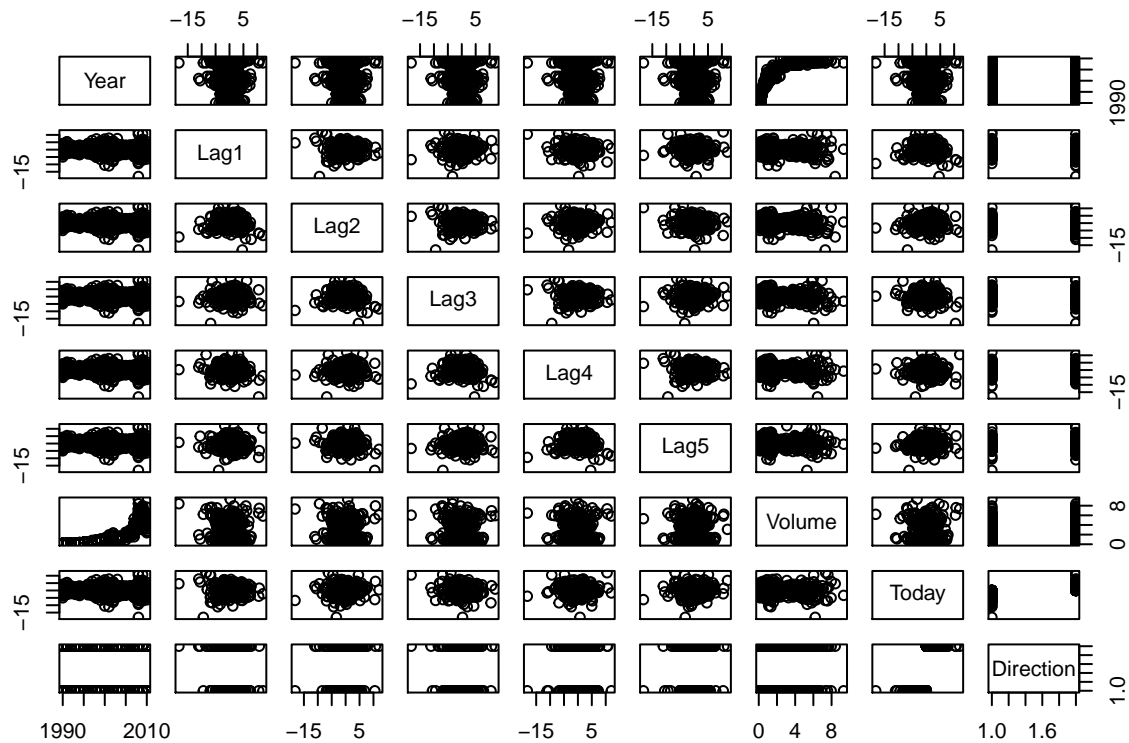 −15 5 −15 5 −15 5
Year
1990
−15
Lag1
Lag2
−15
−15
Lag3
Lag4
−15
−15
Lag5
Volume
0 8
−15
Today
Direction
1.0
1990 2010 −15 5 −15 5 0 4 8 1.0 1.6